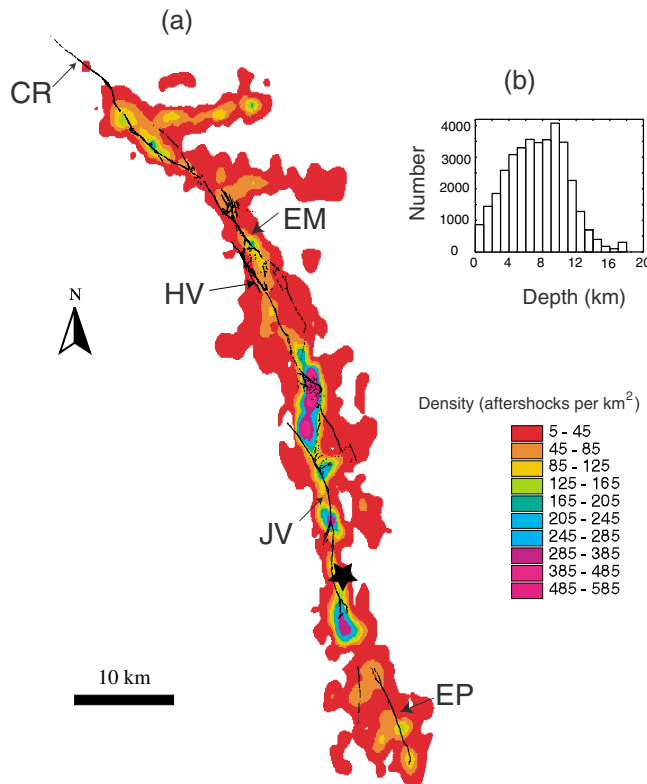 (a)
CR
(b)
4000
3000
2000
1000
0
Number
0 4 8 12 16 20
Depth (km)
EM
HV
N
Density (aftershocks per km2)
5 - 45
45 - 85
85 - 125
125 - 165
165 - 205
205 - 245
245 - 285
285 - 385
385 - 485
485 - 585
JV
10 km
EP